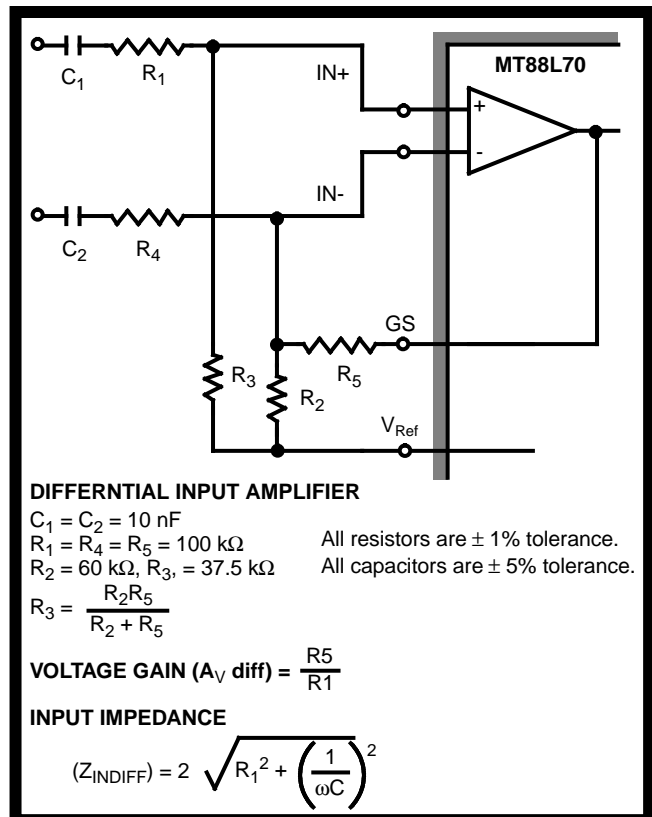 MT88L70
C1
R1
IN+
+
-
IN-
C2
R4
GS
R3
R5
R2
VRef
DIFFERNTIAL INPUT AMPLIFIER
C1 = C2 = 10 nF
R1 = R4 = R5 = 100 kΩ
All resistors are ± 1% tolerance.
R2 = 60 kΩ, R3, = 37.5 kΩ
All capacitors are ± 5% tolerance.
R3 = R2R5 / R2 + R5
VOLTAGE GAIN (AV diff) = R5 / R1
INPUT IMPEDANCE
(ZINDIFF) = 2 √ R1² + (1 / ωC)²